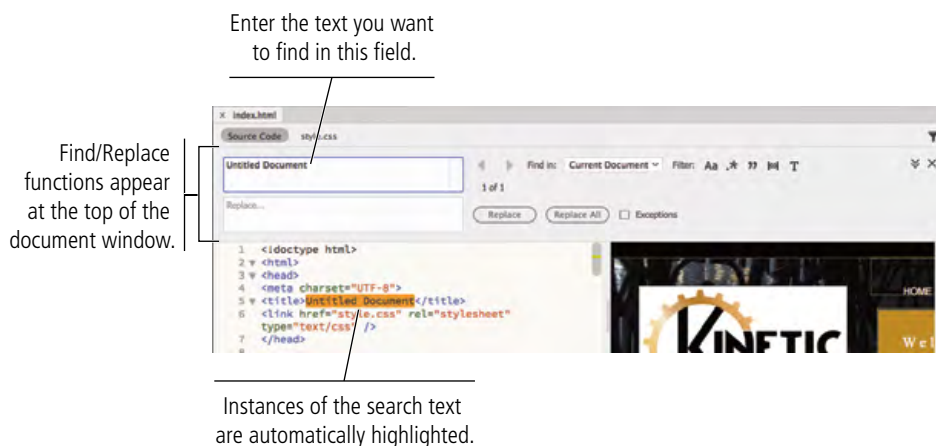 Enter the text you want
to find in this field.
× index.html
Source Code style.css
Find/Replace
functions appear
at the top of the
document window.
Untitled Document
Find in: Current Document Filter: Aa .* " T
1 of 1
Replace...
Replace Replace All Exceptions
1 <!doctype html>
2 <html>
3 <head>
4 <meta charset="UTF-8">
5 <title>Untitled Document</title>
6 <link href="style.css" rel="stylesheet"
type="text/css" />
7 </head>
8
HOME
KINETIC
Wel
Instances of the search text
are automatically highlighted.